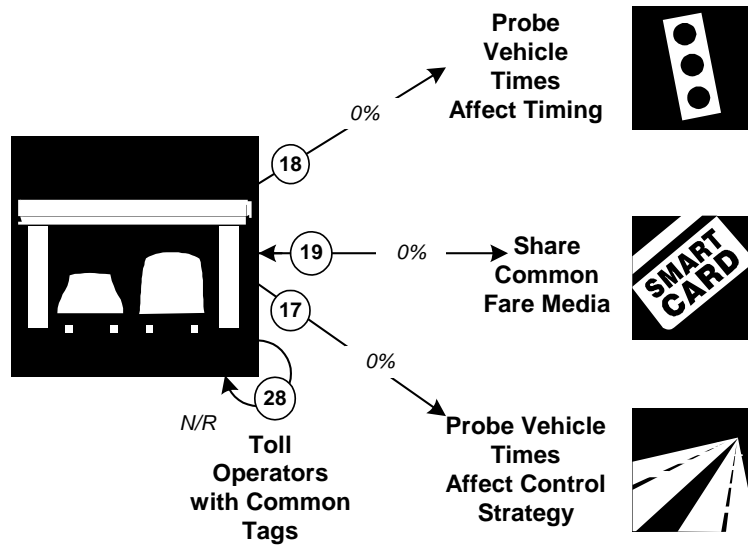 Probe
Vehicle
Times
Affect Timing
0%
18
19
0%
Share
Common
Fare Media
SMART
CARD
17
0%
28
N/R
Toll
Operators
with Common
Tags
Probe Vehicle
Times
Affect Control
Strategy